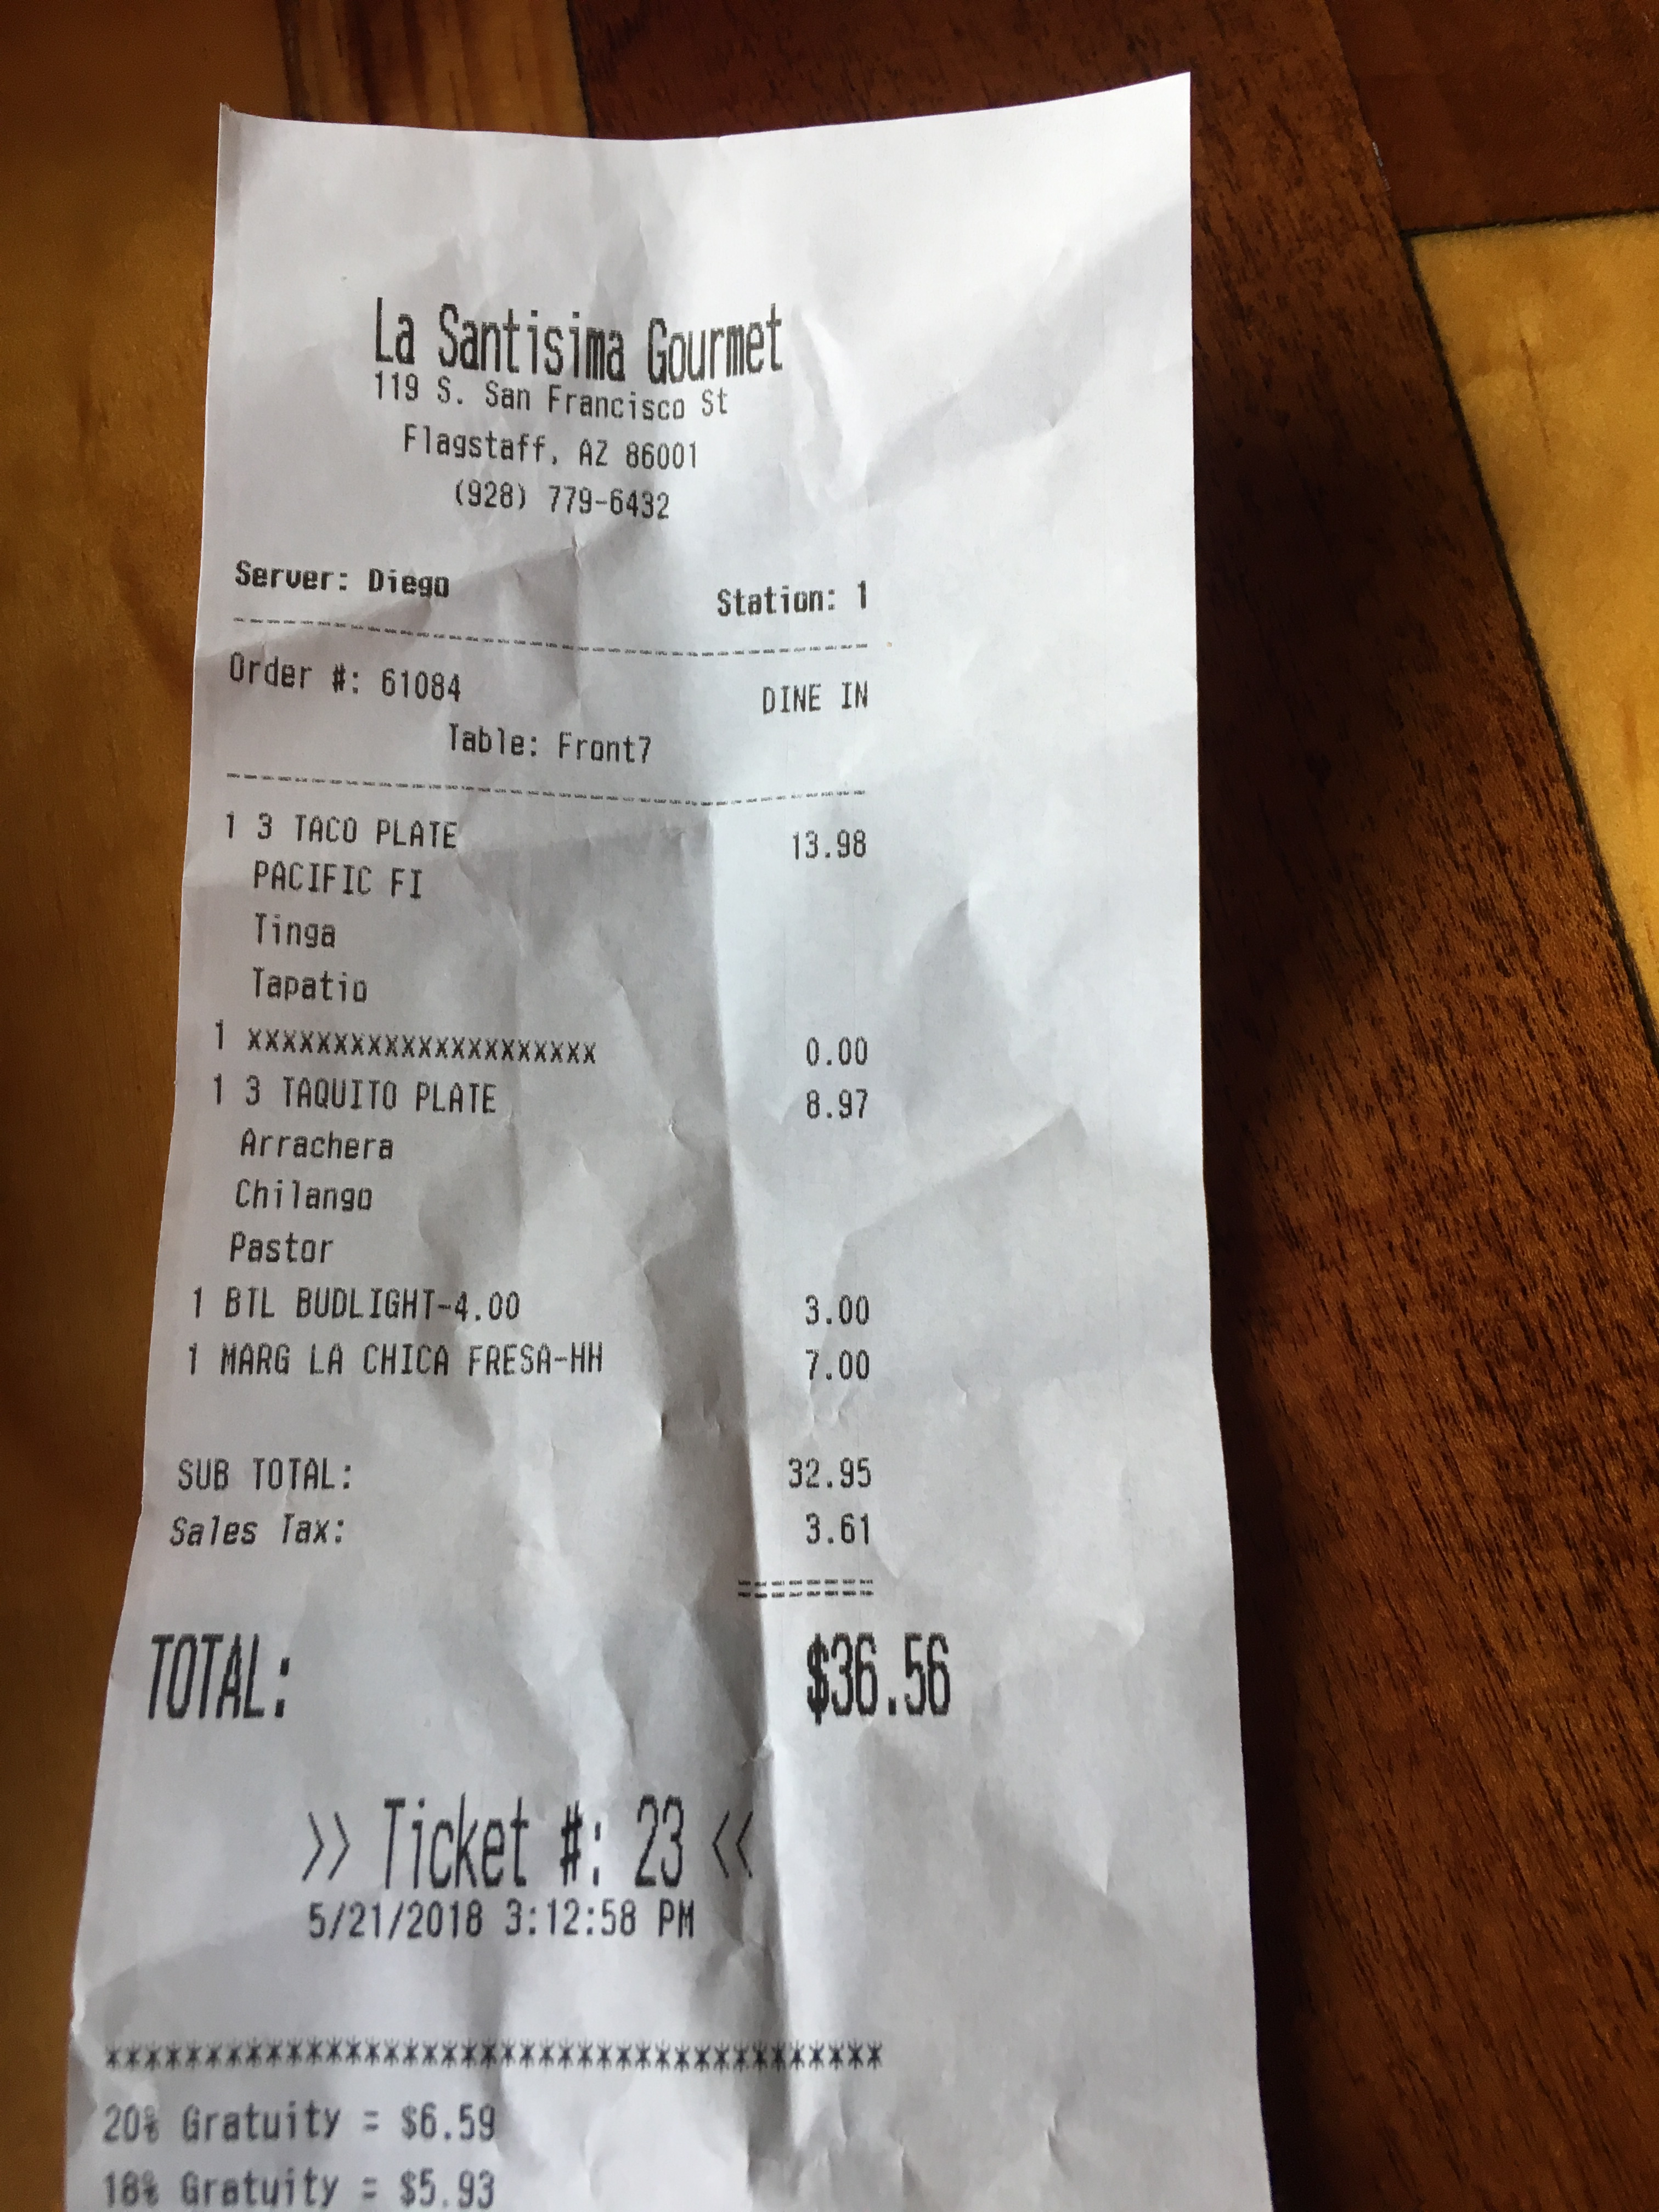 La Santisima Gourmet
119 S. San Francisco St
Flagstaff, AZ 86001
(928) 779-6432
Server: Diego Station: 1
Order #: 61084 DINE IN
Table: Front7
1 3 TACO PLATE 13.98
PACIFIC FI
Tinga
Tapatio
1 xxxxxxxxxxxxxxxxxxxxx 0.00
1 3 TAQUITO PLATE 8.97
Arrachera
Chilango
Pastor
1 BTL BUDLIGHT-4.00 3.00
1 MARG LA CHICA FRESA-HH 7.00
SUB TOTAL: 32.95
Sales Tax: 3.61
TOTAL: $36.56
>> Ticket #: 23 <<
5/21/2018 3:12:58 PM
****************************************
20% Gratuity = $6.59
18% Gratuity = $5.93